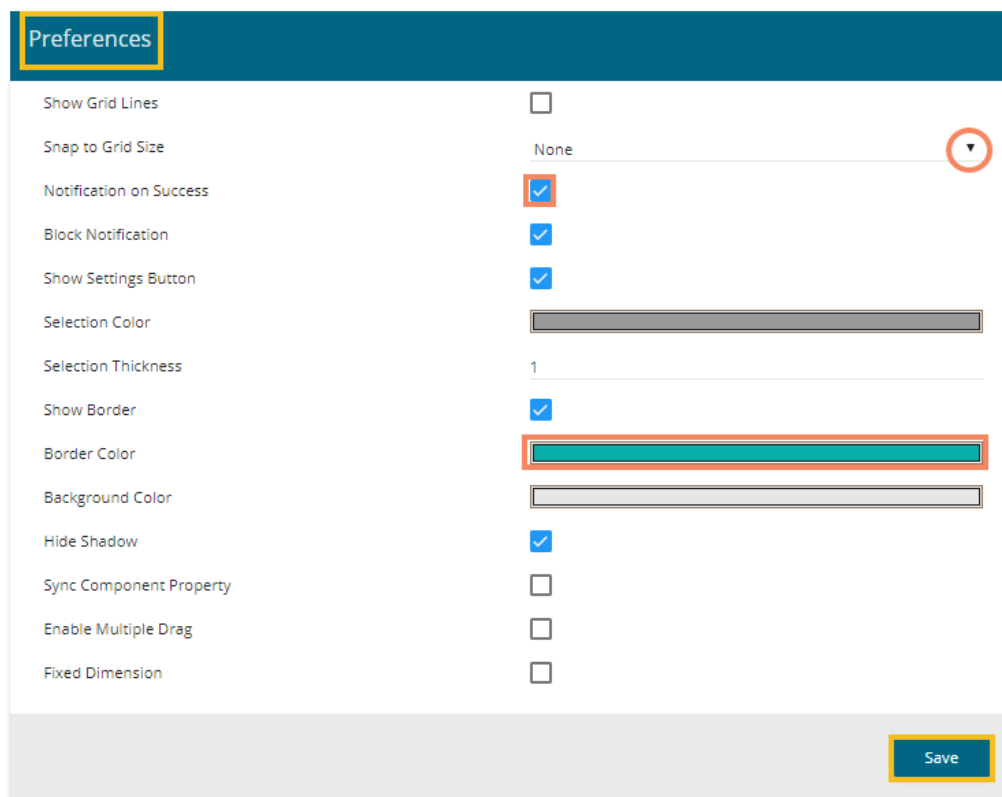 Preferences
Show Grid Lines
Snap to Grid Size None
Notification on Success
Block Notification
Show Settings Button
Selection Color
Selection Thickness 1
Show Border
Border Color
Background Color
Hide Shadow
Sync Component Property
Enable Multiple Drag
Fixed Dimension
Save